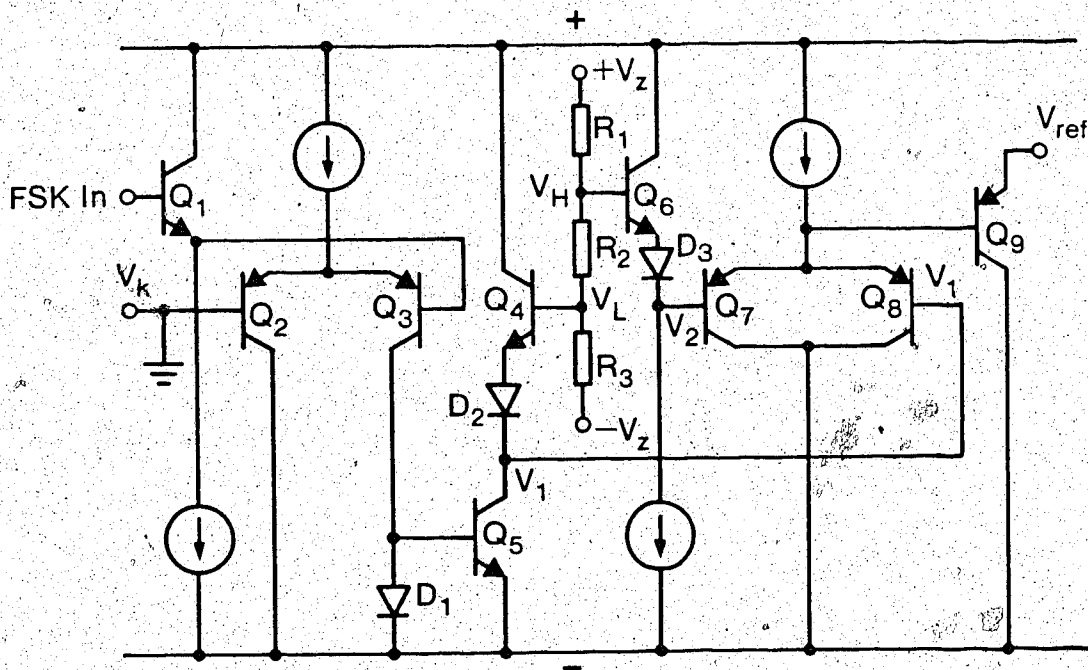 +
+V_z
R_1
V_ref
FSK In
Q_1
V_H
Q_6
Q_9
R_2
D_3
V_k
Q_2
Q_3
Q_4
V_L
V_2
Q_7
Q_8
V_1
R_3
D_2
-V_z
V_1
Q_5
D_1
-